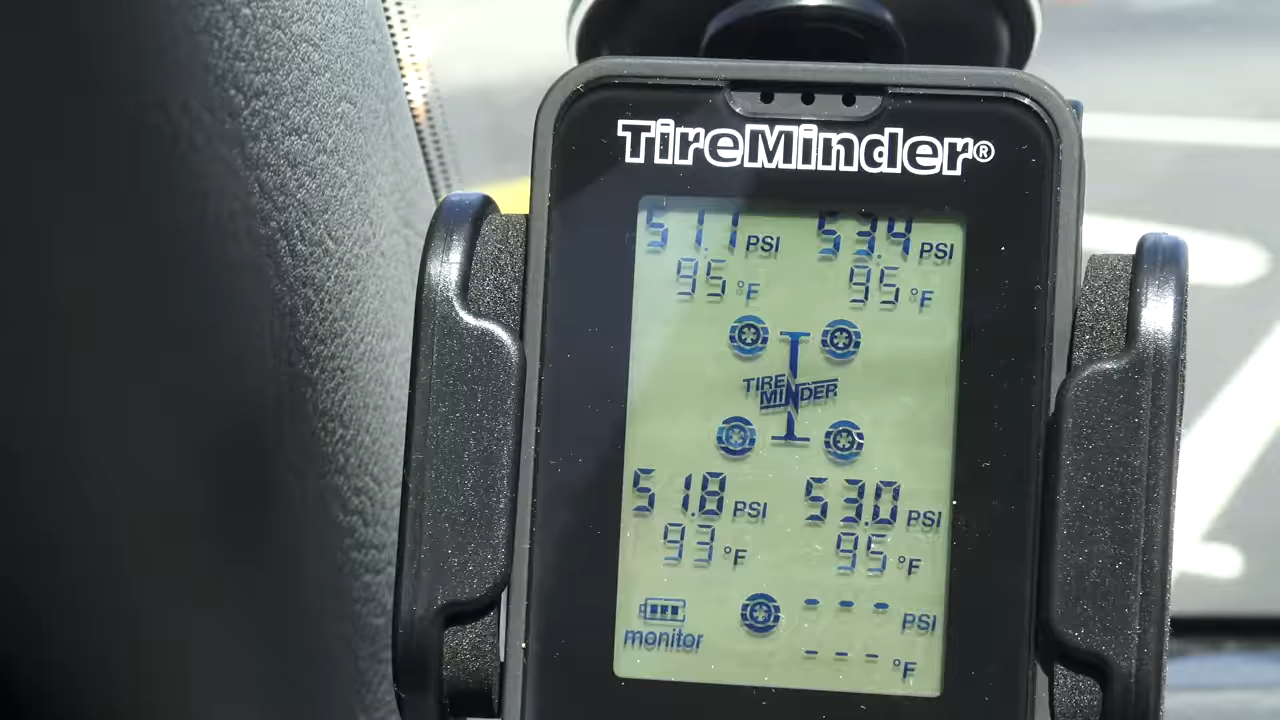 TireMinder®
51.1 PSI 53.4 PSI
95 °F 95 °F
TIRE
MINDER
51.8 PSI 53.0 PSI
93 °F 95 °F
--- PSI
monitor
--- °F